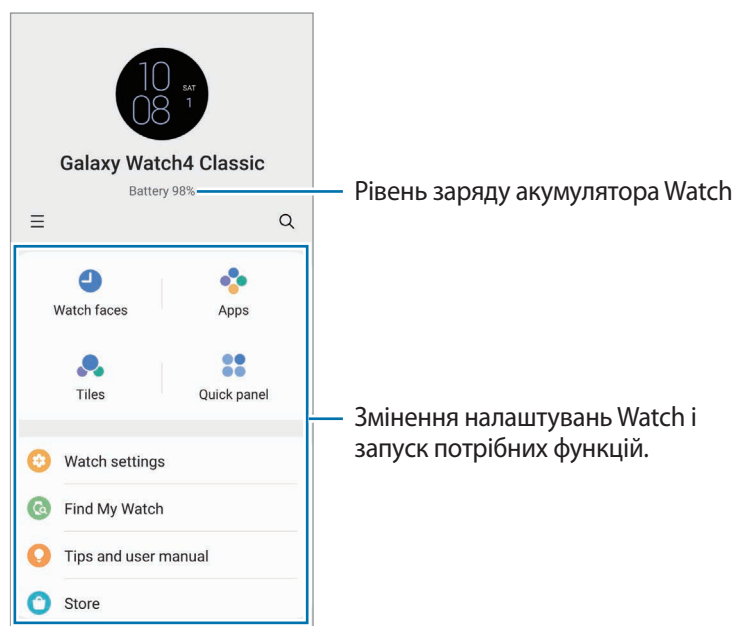 10
08
SAT
1
Galaxy Watch4 Classic
Battery 98%
Рівень заряду акумулятора Watch
Watch faces
Apps
Tiles
Quick panel
Змінення налаштувань Watch і
запуск потрібних функцій.
Watch settings
Find My Watch
Tips and user manual
Store